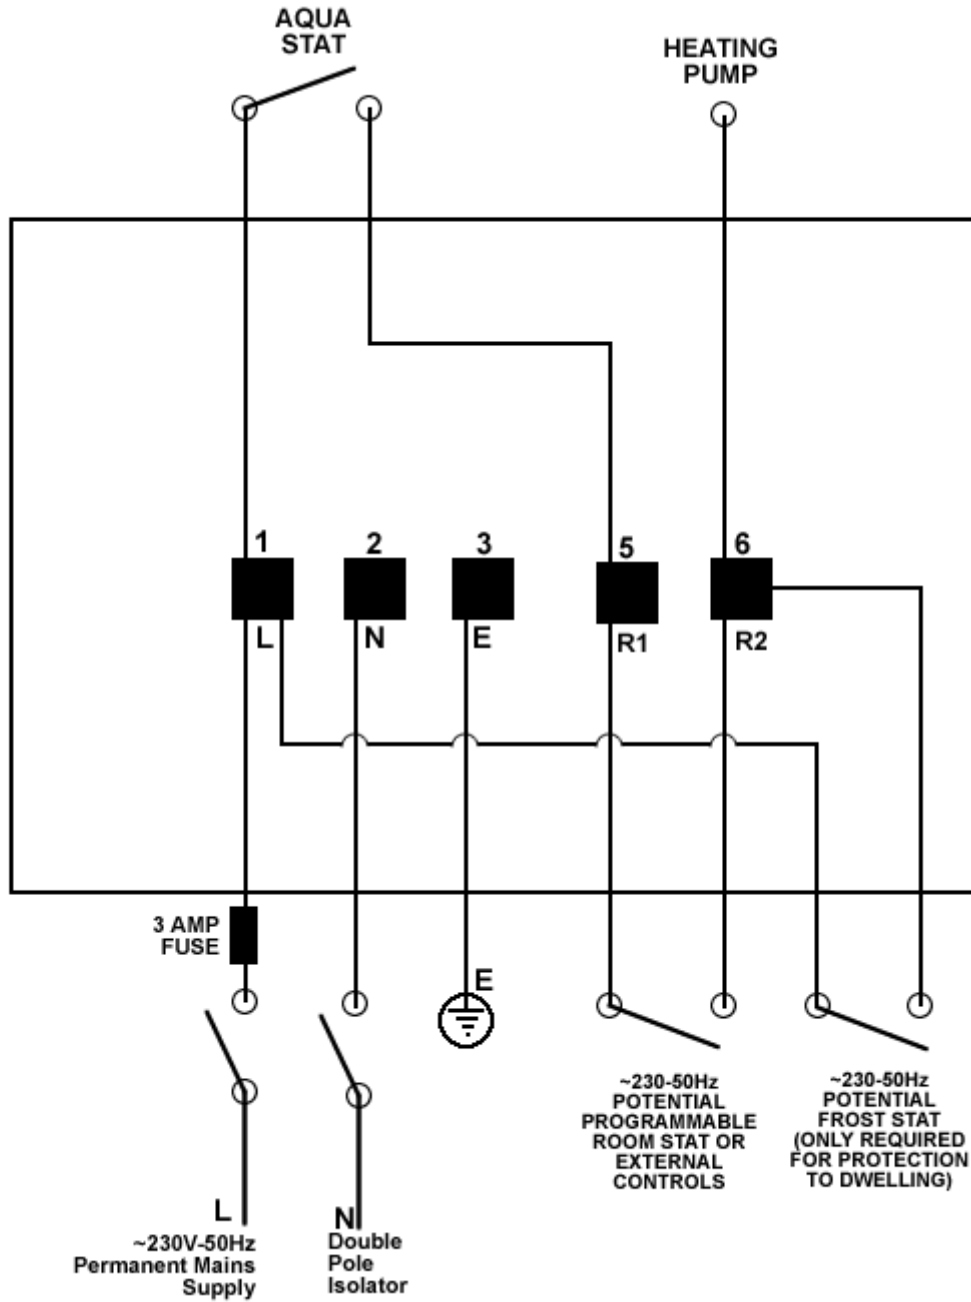 AQUA
STAT
HEATING
PUMP
1
2
3
5
6
L
N
E
R1
R2
3 AMP
FUSE
E
L
~230V-50Hz
Permanent Mains
Supply
N
Double
Pole
Isolator
~230-50Hz
POTENTIAL
PROGRAMMABLE
ROOM STAT OR
EXTERNAL
CONTROLS
~230-50Hz
POTENTIAL
FROST STAT
(ONLY REQUIRED
FOR PROTECTION
TO DWELLING)